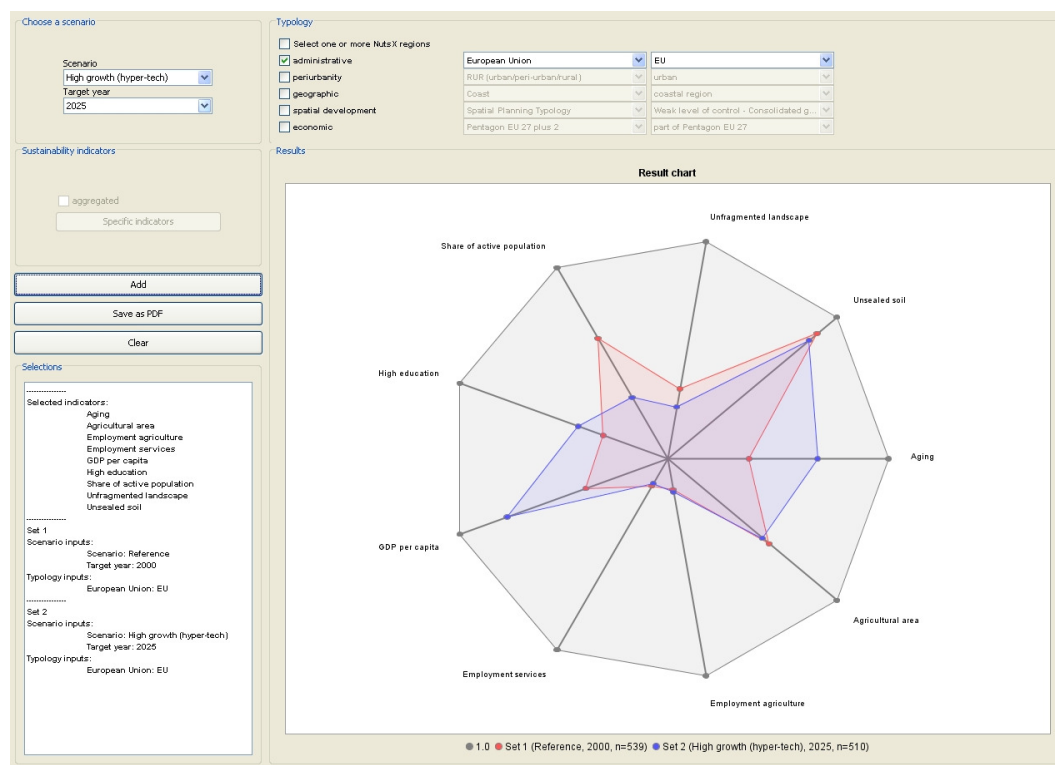 Choose a scenario
Scenario
High growth (hyper-tech)
Target year
2025
Typology
Select one or more NutsX regions
administrative
European Union
EU
periurbanity
RUR (urban/peri-urban/rural)
urban
geographic
Coast
coastal region
spatial development
Spatial Planning Typology
Weak level of control - Consolidated g...
economic
Pentagon EU 27 plus 2
part of Pentagon EU 27
Sustainability indicators
aggregated
Specific indicators
Add
Save as PDF
Clear
Selections
---------------
Selected indicators:
Aging
Agricultural area
Employment agriculture
Employment services
GDP per capita
High education
Share of active population
Unfragmented landscape
Unsealed soil
---------------
Set 1
Scenario inputs:
Scenario: Reference
Target year: 2000
Typology inputs:
European Union: EU
---------------
Set 2
Scenario inputs:
Scenario: High growth (hyper-tech)
Target year: 2025
Typology inputs:
European Union: EU
Results
Result chart
Unfragmented landscape
Share of active population
Unsealed soil
High education
Aging
GDP per capita
Agricultural area
Employment services
Employment agriculture
1.0 Set 1 (Reference, 2000, n=539) Set 2 (High growth (hyper-tech), 2025, n=510)